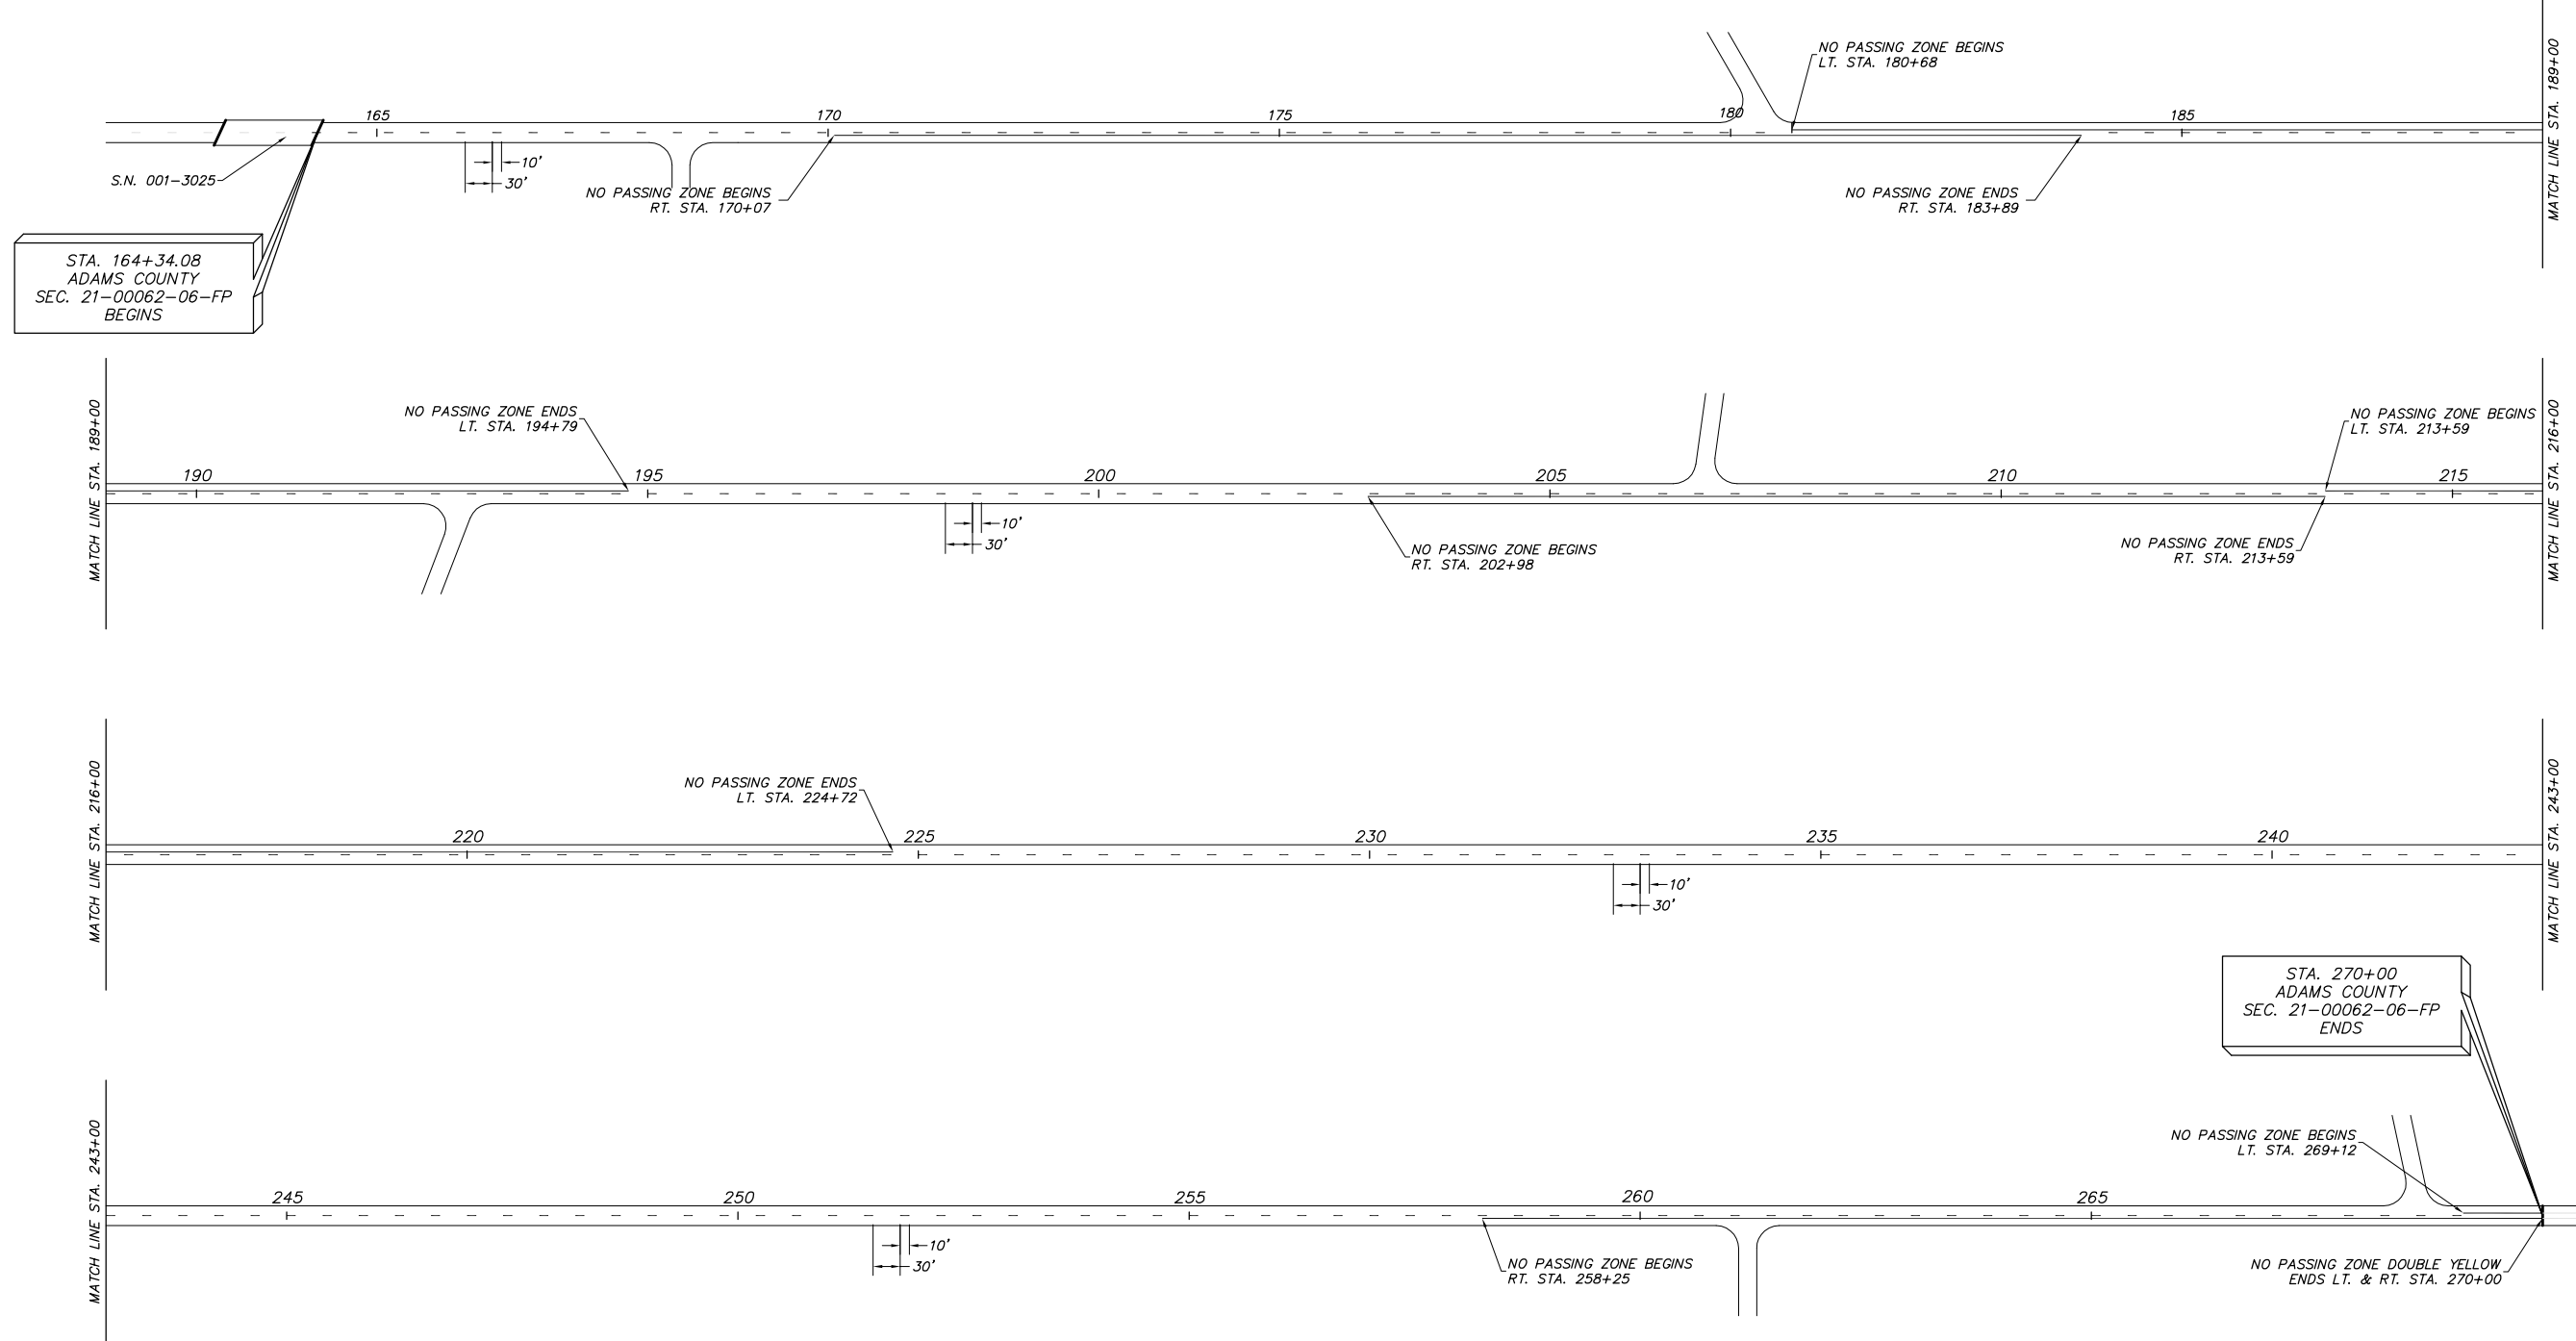 NO PASSING ZONE BEGINS
LT. STA. 180+68
165
170
175
180
185
10'
30'
S.N. 001-3025
NO PASSING ZONE BEGINS
RT. STA. 170+07
NO PASSING ZONE ENDS
RT. STA. 183+89
MATCH LINE STA. 189+00
STA. 164+34.08
ADAMS COUNTY
SEC. 21-00062-06-FP
BEGINS
MATCH LINE STA. 189+00
NO PASSING ZONE ENDS
LT. STA. 194+79
NO PASSING ZONE BEGINS
LT. STA. 213+59
190
195
200
205
210
215
10'
30'
NO PASSING ZONE BEGINS
RT. STA. 202+98
NO PASSING ZONE ENDS
RT. STA. 213+59
MATCH LINE STA. 216+00
MATCH LINE STA. 216+00
NO PASSING ZONE ENDS
LT. STA. 224+72
220
225
230
235
240
10'
30'
MATCH LINE STA. 243+00
STA. 270+00
ADAMS COUNTY
SEC. 21-00062-06-FP
ENDS
MATCH LINE STA. 243+00
NO PASSING ZONE BEGINS
LT. STA. 269+12
245
250
255
260
265
10'
30'
NO PASSING ZONE BEGINS
RT. STA. 258+25
NO PASSING ZONE DOUBLE YELLOW
ENDS LT. & RT. STA. 270+00